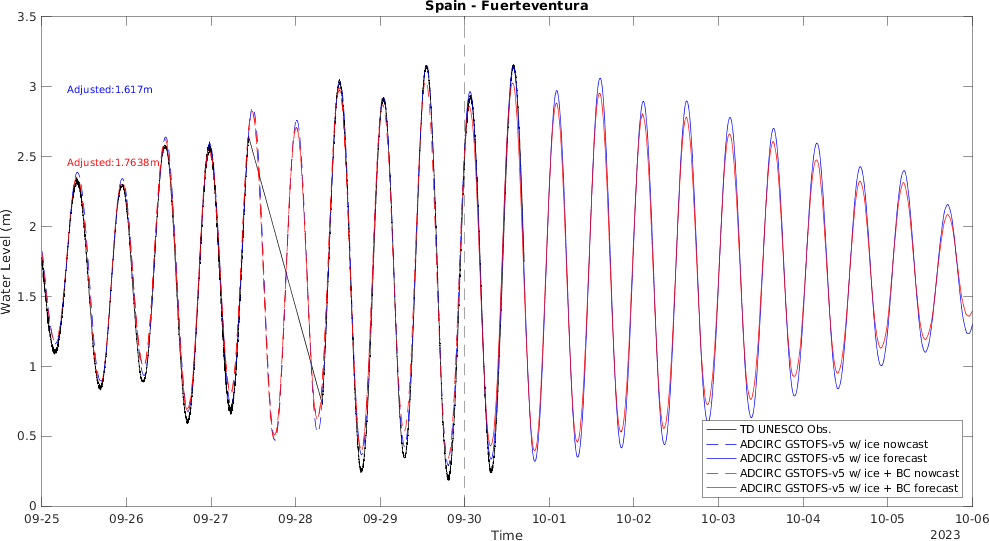 Spain - Fuerteventura
3.5
3
2.5
2
1.5
1
0.5
0
Water Level (m)
Adjusted:1.617m
Adjusted:1.7638m
TD UNESCO Obs.
ADCIRC GSTOFS-v5 w/ ice nowcast
ADCIRC GSTOFS-v5 w/ ice forecast
ADCIRC GSTOFS-v5 w/ ice + BC nowcast
ADCIRC GSTOFS-v5 w/ ice + BC forecast
09-25 09-26 09-27 09-28 09-29 09-30 10-01 10-02 10-03 10-04 10-05 10-06
Time
2023